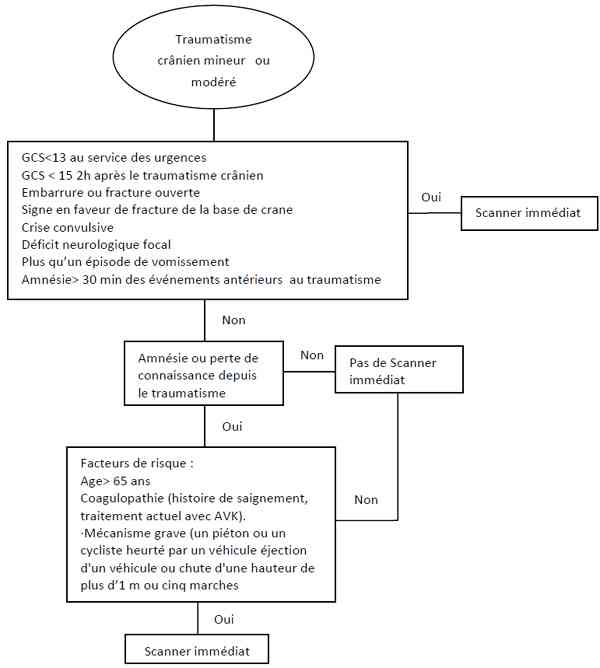 Traumatisme
crânien mineur ou
modéré
GCS<13 au service des urgences
GCS < 15 2h après le traumatisme crânien
Embarrure ou fracture ouverte
Signe en faveur de fracture de la base de crane
Crise convulsive
Déficit neurologique focal
Plus qu'un épisode de vomissement
Amnésie> 30 min des événements antérieurs au traumatisme
Oui
Scanner immédiat
Non
Amnésie ou perte de
connaissance depuis
le traumatisme
Non
Pas de Scanner
immédiat
Oui
Facteurs de risque :
Age> 65 ans
Coagulopathie (histoire de saignement,
traitement actuel avec AVK).
·Mécanisme grave (un piéton ou un
cycliste heurté par un véhicule éjection
d'un véhicule ou chute d'une hauteur de
plus d'1 m ou cinq marches
Non
Oui
Scanner immédiat